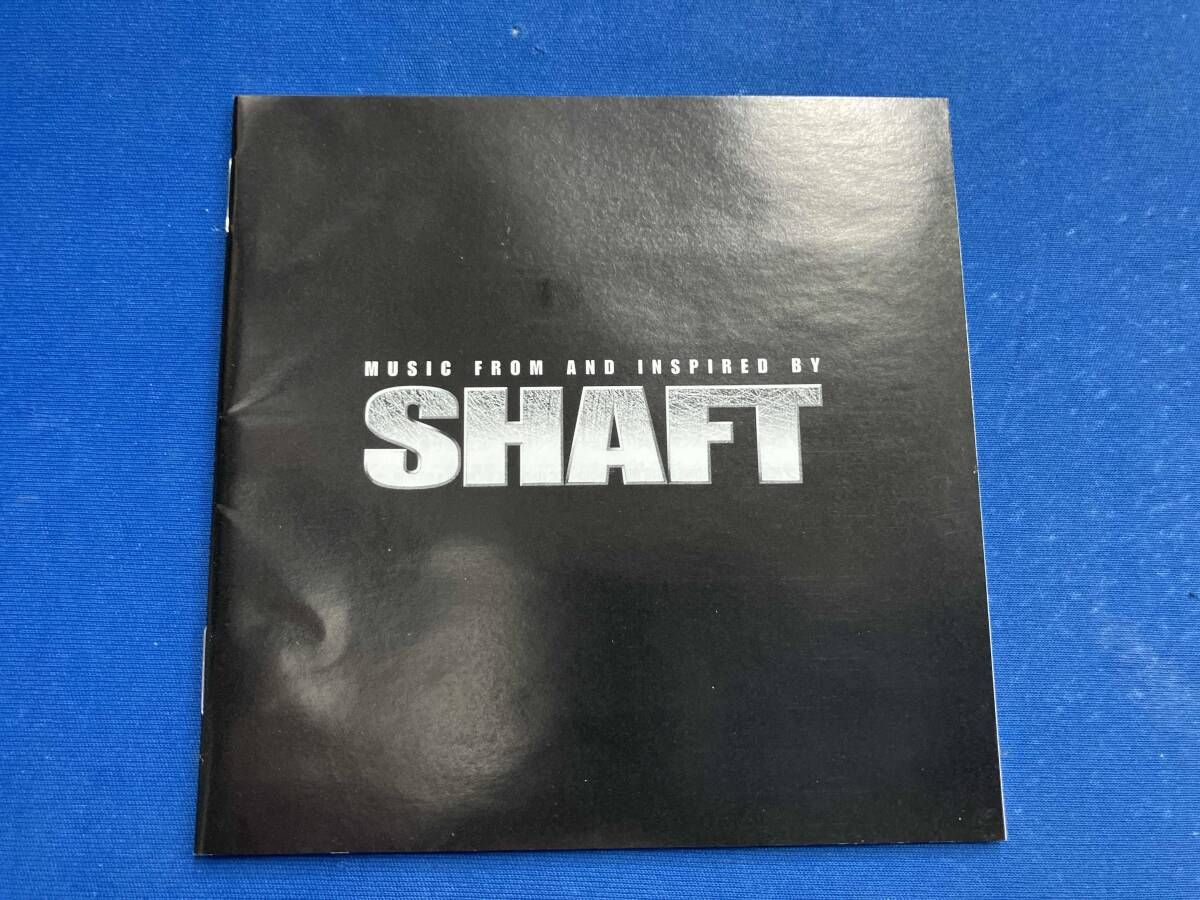 MUSIC FROM AND INSPIRED BY
SHAFT